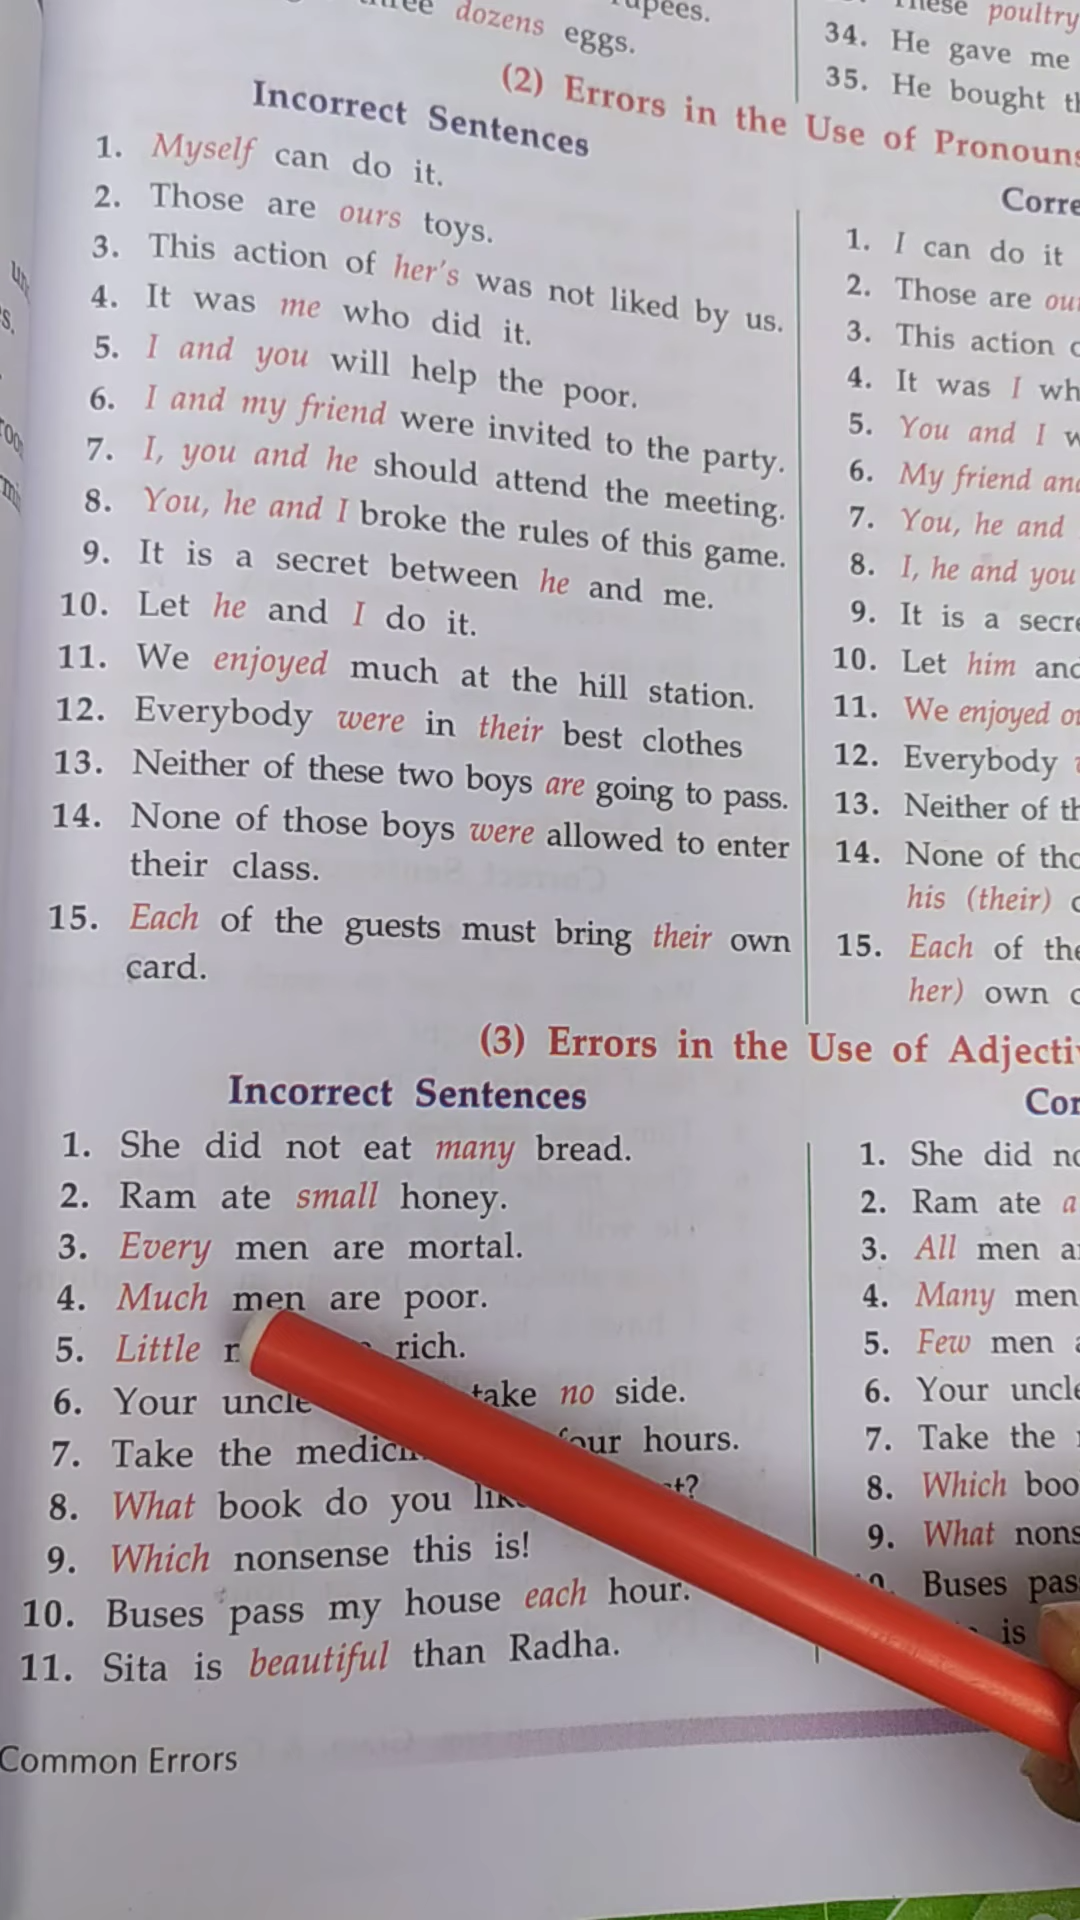 dozens eggs.
rupees.
These poultry
34. He gave me
35. He bought
(2) Errors in the Use of Pronouns
Incorrect Sentences
1. Myself can do it.
2. Those are ours toys.
3. This action of her's was not liked by us.
4. It was me who did it.
5. I and you will help the poor.
6. I and my friend were invited to the party.
7. I, you and he should attend the meeting.
8. You, he and I broke the rules of this game.
9. It is a secret between he and me.
10. Let he and I do it.
11. We enjoyed much at the hill station.
12. Everybody were in their best clothes
13. Neither of these two boys are going to pass.
14. None of those boys were allowed to enter
their class.
15. Each of the guests must bring their own
card.
Corre
1. I can do it
2. Those are
3. This action
4. It was I
5. You and I
6. My friend
7. You, he and
8. I, he and you
9. It is a
10. Let him
11. We enjoyed
12. Everybody
13. Neither of
14. None of
his (their)
15. Each of
her) own
(3) Errors in the Use of Adjecti
Incorrect Sentences
1. She did not eat many bread.
2. Ram ate small honey.
3. Every men are mortal.
4. Much men are poor.
5. Little rich.
6. Your uncle take no side.
7. Take the four hours.
8. What book do you
9. Which nonsense this is!
10. Buses pass my house each hour.
11. Sita is beautiful than Radha.
Cor
1. She did
2. Ram ate a
3. All men
4. Many men
5. Few men
6. Your
7. Take the
8. Which
9. What
Buses
is
Common Errors